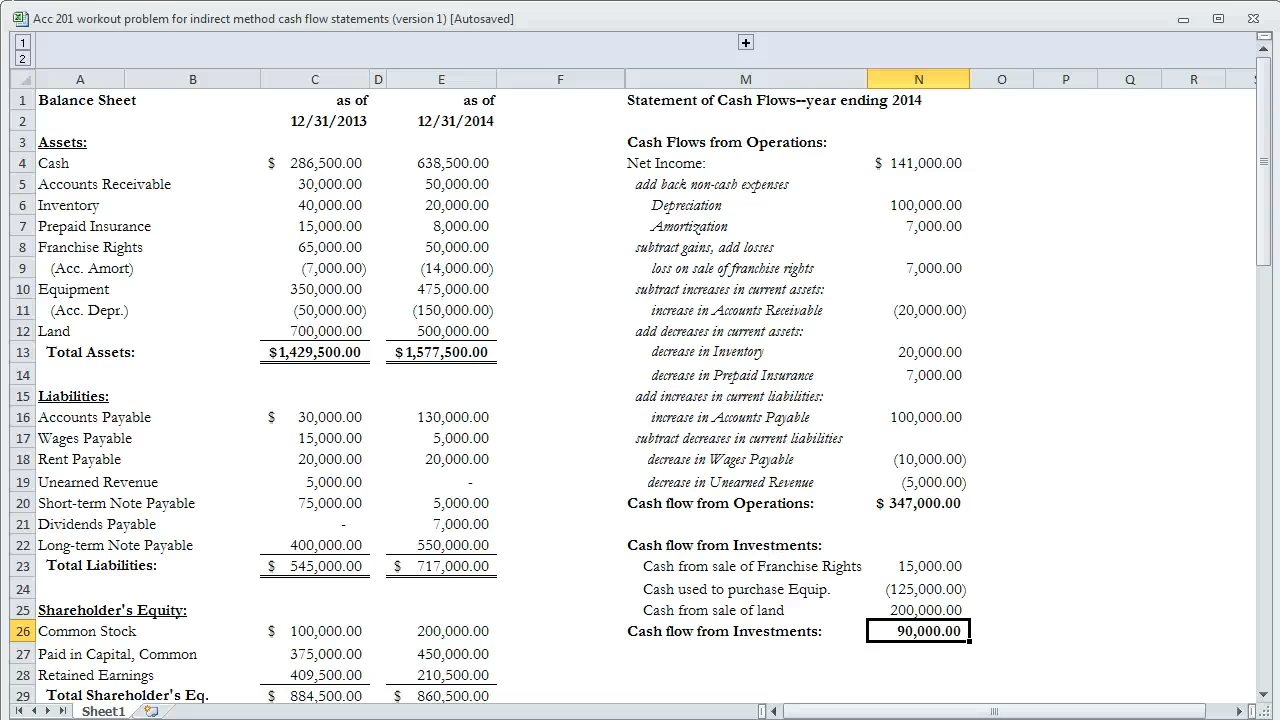 Acc 201 workout problem for indirect method cash flow statements (version 1) [Autosaved]
1
2
+
A B C D E F M N O P Q R
1 Balance Sheet as of as of Statement of Cash Flows--year ending 2014
2 12/31/2013 12/31/2014
3 Assets: Cash Flows from Operations:
4 Cash $ 286,500.00 638,500.00 Net Income: $ 141,000.00
5 Accounts Receivable 30,000.00 50,000.00 add back non-cash expenses
6 Inventory 40,000.00 20,000.00 Depreciation 100,000.00
7 Prepaid Insurance 15,000.00 8,000.00 Amortization 7,000.00
8 Franchise Rights 65,000.00 50,000.00 subtract gains, add losses
9 (Acc. Amort) (7,000.00) (14,000.00) loss on sale of franchise rights 7,000.00
10 Equipment 350,000.00 475,000.00 subtract increases in current assets:
11 (Acc. Depr.) (50,000.00) (150,000.00) increase in Accounts Receivable (20,000.00)
12 Land 700,000.00 500,000.00 add decreases in current assets:
13 Total Assets: $1,429,500.00 $1,577,500.00 decrease in Inventory 20,000.00
14 decrease in Prepaid Insurance 7,000.00
15 Liabilities: add increases in current liabilities:
16 Accounts Payable $ 30,000.00 130,000.00 increase in Accounts Payable 100,000.00
17 Wages Payable 15,000.00 5,000.00 subtract decreases in current liabilities
18 Rent Payable 20,000.00 20,000.00 decrease in Wages Payable (10,000.00)
19 Unearned Revenue 5,000.00 - decrease in Unearned Revenue (5,000.00)
20 Short-term Note Payable 75,000.00 5,000.00 Cash flow from Operations: $ 347,000.00
21 Dividends Payable - 7,000.00
22 Long-term Note Payable 400,000.00 550,000.00 Cash flow from Investments:
23 Total Liabilities: $ 545,000.00 $ 717,000.00 Cash from sale of Franchise Rights 15,000.00
24 Cash used to purchase Equip. (125,000.00)
25 Shareholder's Equity: Cash from sale of land 200,000.00
26 Common Stock $ 100,000.00 200,000.00 Cash flow from Investments: 90,000.00
27 Paid in Capital, Common 375,000.00 450,000.00
28 Retained Earnings 409,500.00 210,500.00
29 Total Shareholder's Eq. $ 884,500.00 $ 860,500.00
Sheet1